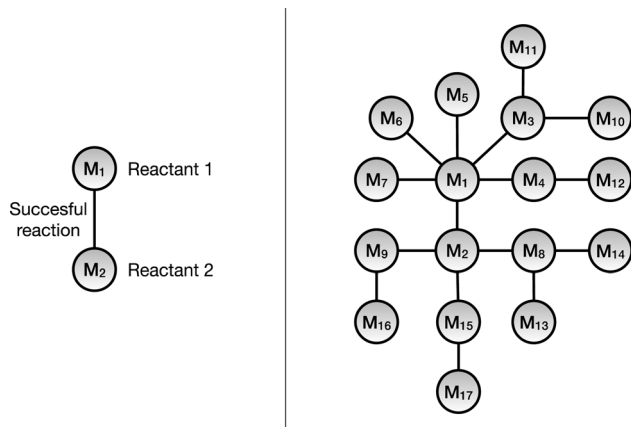 M₁ Reactant 1
Succesful
reaction
M₂ Reactant 2
M₁₁
M₅
M₆
M₃ M₁₀
M₇ M₁ M₄ M₁₂
M₉ M₂ M₈ M₁₄
M₁₆ M₁₅ M₁₃
M₁₇